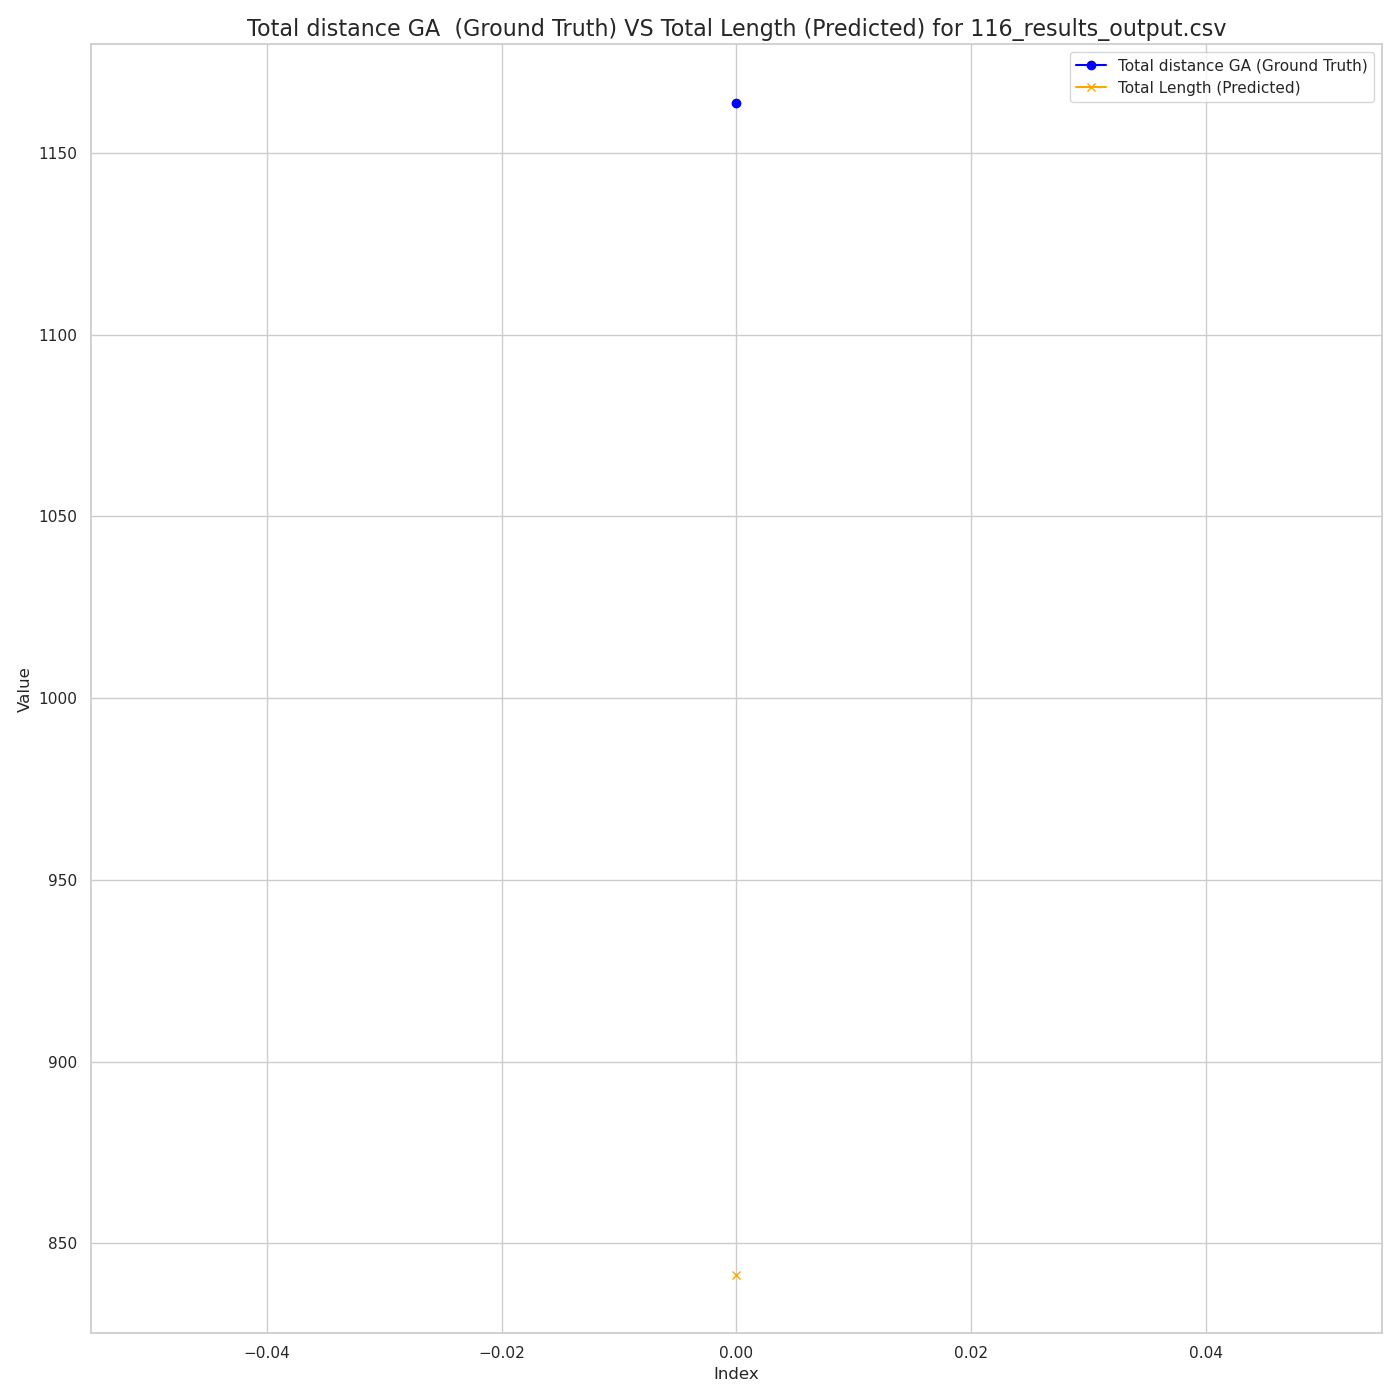 Total distance GA  (Ground Truth) VS Total Length (Predicted) for 116_results_output.csv
Total distance GA (Ground Truth)
Total Length (Predicted)
1150
1100
1050
1000
950
900
850
Value
−0.04
−0.02
0.00
0.02
0.04
Index